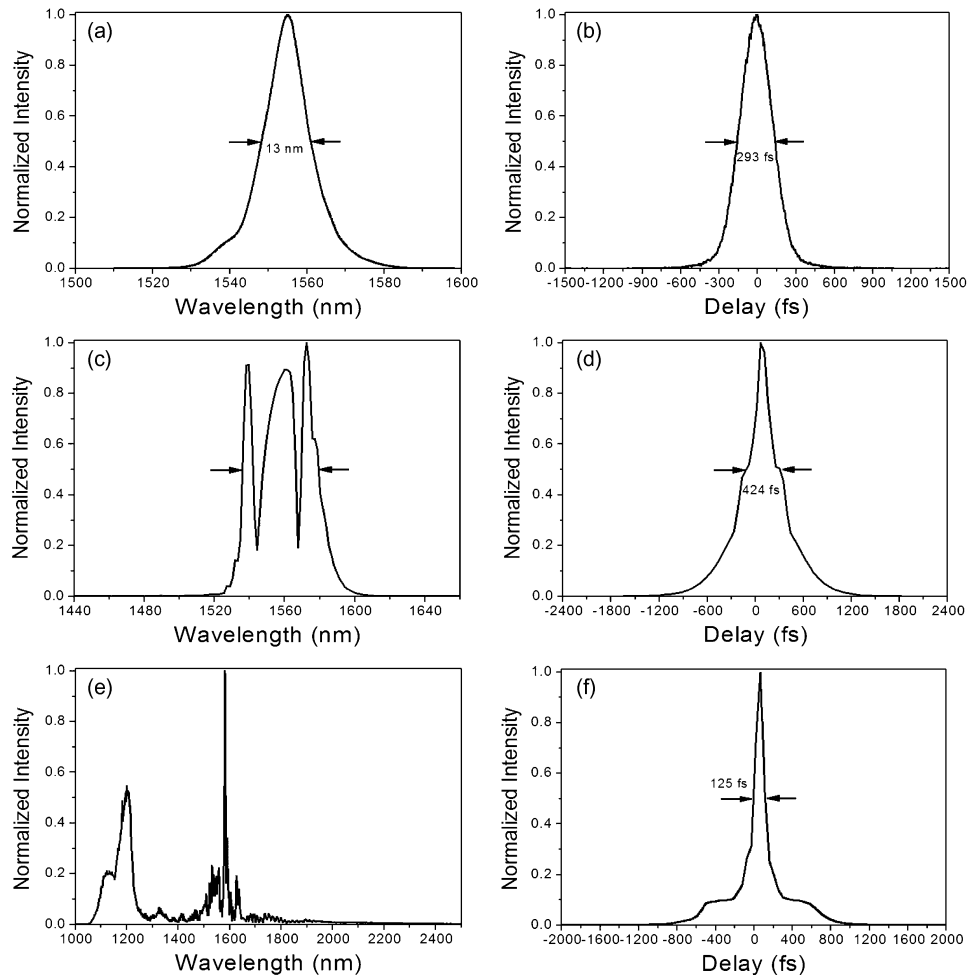 (a)
Normalized Intensity
1.0
0.8
0.6
0.4
0.2
0.0
13 nm
1500 1520 1540 1560 1580 1600
Wavelength (nm)
(b)
Normalized Intensity
1.0
0.8
0.6
0.4
0.2
0.0
293 fs
-1500 -1200 -900 -600 -300 0 300 600 900 1200 1500
Delay (fs)
(c)
Normalized Intensity
1.0
0.8
0.6
0.4
0.2
0.0
1440 1480 1520 1560 1600 1640
Wavelength (nm)
(d)
Normalized Intensity
1.0
0.8
0.6
0.4
0.2
0.0
424 fs
-2400 -1800 -1200 -600 0 600 1200 1800 2400
Delay (fs)
(e)
Normalized Intensity
1.0
0.8
0.6
0.4
0.2
0.0
1000 1200 1400 1600 1800 2000 2200 2400
Wavelength (nm)
(f)
Normalized Intensity
1.0
0.8
0.6
0.4
0.2
0.0
125 fs
-2000 -1600 -1200 -800 -400 0 400 800 1200 1600 2000
Delay (fs)